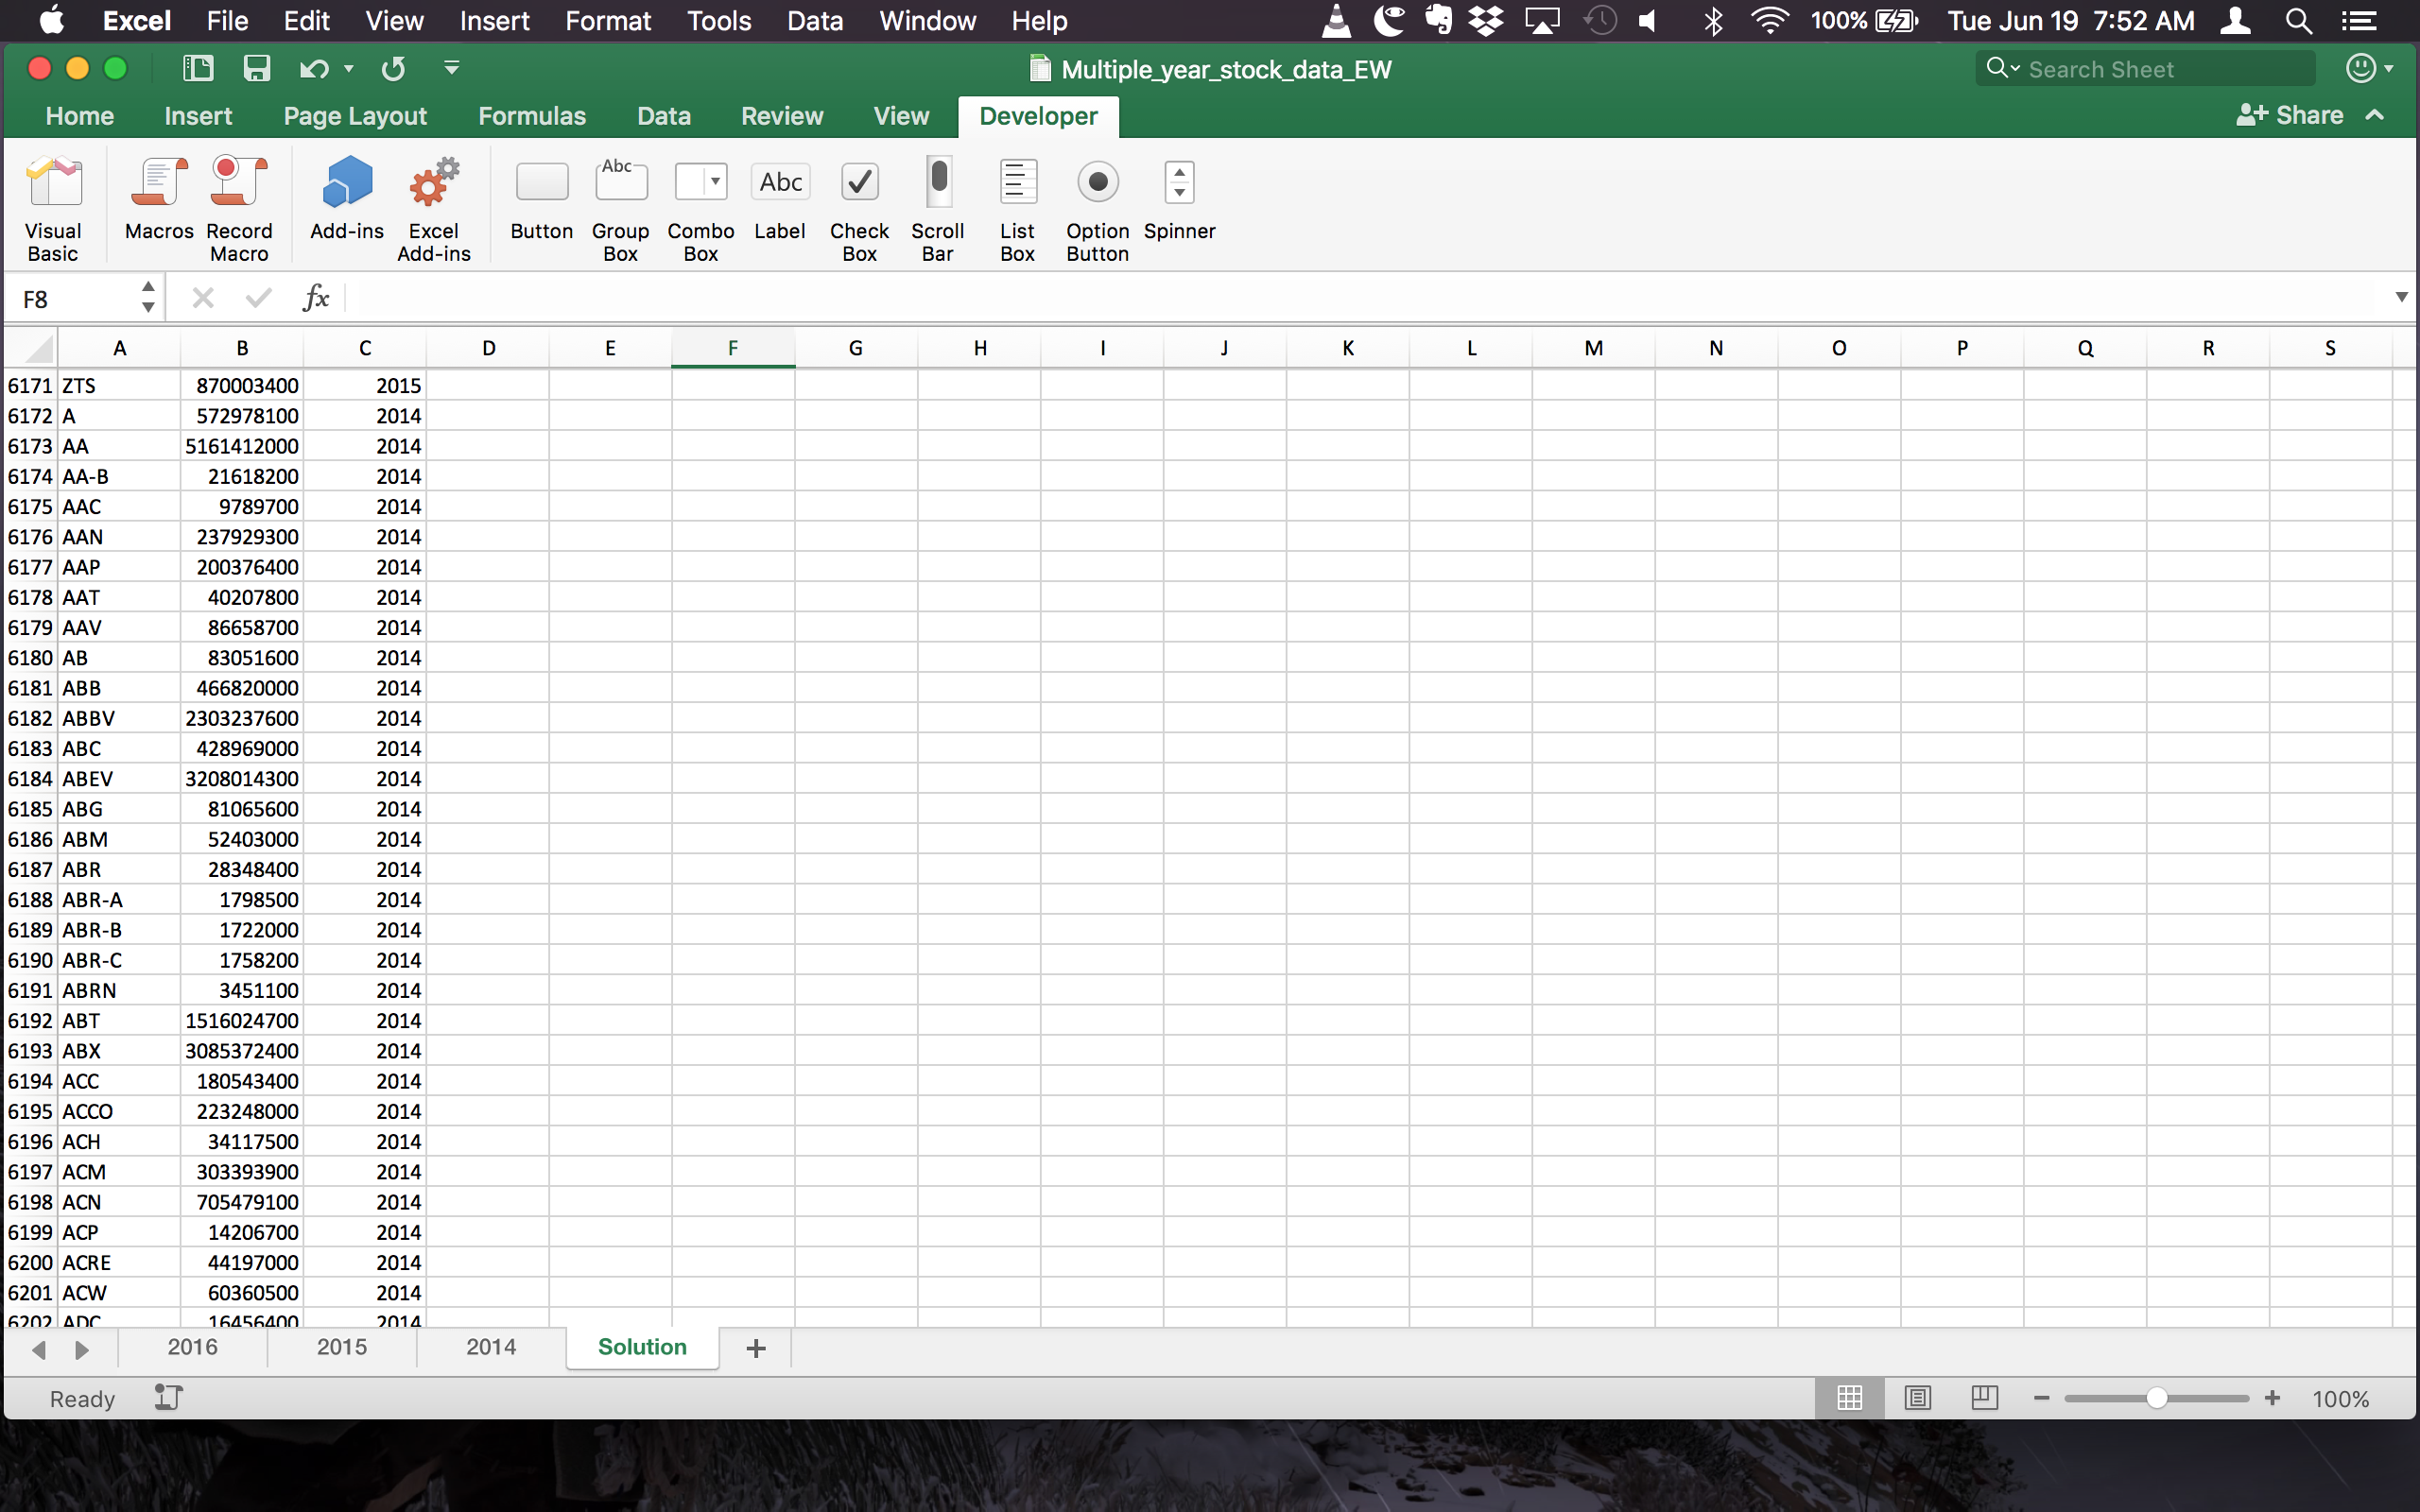 Excel File Edit View Insert Format Tools Data Window Help 100% Tue Jun 19 7:52 AM
Multiple_year_stock_data_EW Search Sheet
Home Insert Page Layout Formulas Data Review View Developer Share
Abc Abc
Visual Basic Macros Record Macro Add-ins Excel Add-ins Button Group Box Combo Box Label Check Box Scroll Bar List Box Option Button Spinner
F8 fx
A B C D E F G H I J K L M N O P Q R S
6171 ZTS 870003400 2015
6172 A 572978100 2014
6173 AA 5161412000 2014
6174 AA-B 21618200 2014
6175 AAC 9789700 2014
6176 AAN 237929300 2014
6177 AAP 200376400 2014
6178 AAT 40207800 2014
6179 AAV 86658700 2014
6180 AB 83051600 2014
6181 ABB 466820000 2014
6182 ABBV 2303237600 2014
6183 ABC 428969000 2014
6184 ABEV 3208014300 2014
6185 ABG 81065600 2014
6186 ABM 52403000 2014
6187 ABR 28348400 2014
6188 ABR-A 1798500 2014
6189 ABR-B 1722000 2014
6190 ABR-C 1758200 2014
6191 ABRN 3451100 2014
6192 ABT 1516024700 2014
6193 ABX 3085372400 2014
6194 ACC 180543400 2014
6195 ACCO 223248000 2014
6196 ACH 34117500 2014
6197 ACM 303393900 2014
6198 ACN 705479100 2014
6199 ACP 14206700 2014
6200 ACRE 44197000 2014
6201 ACW 60360500 2014
6202 ADC 16456400 2014
2016 2015 2014 Solution
Ready 100%